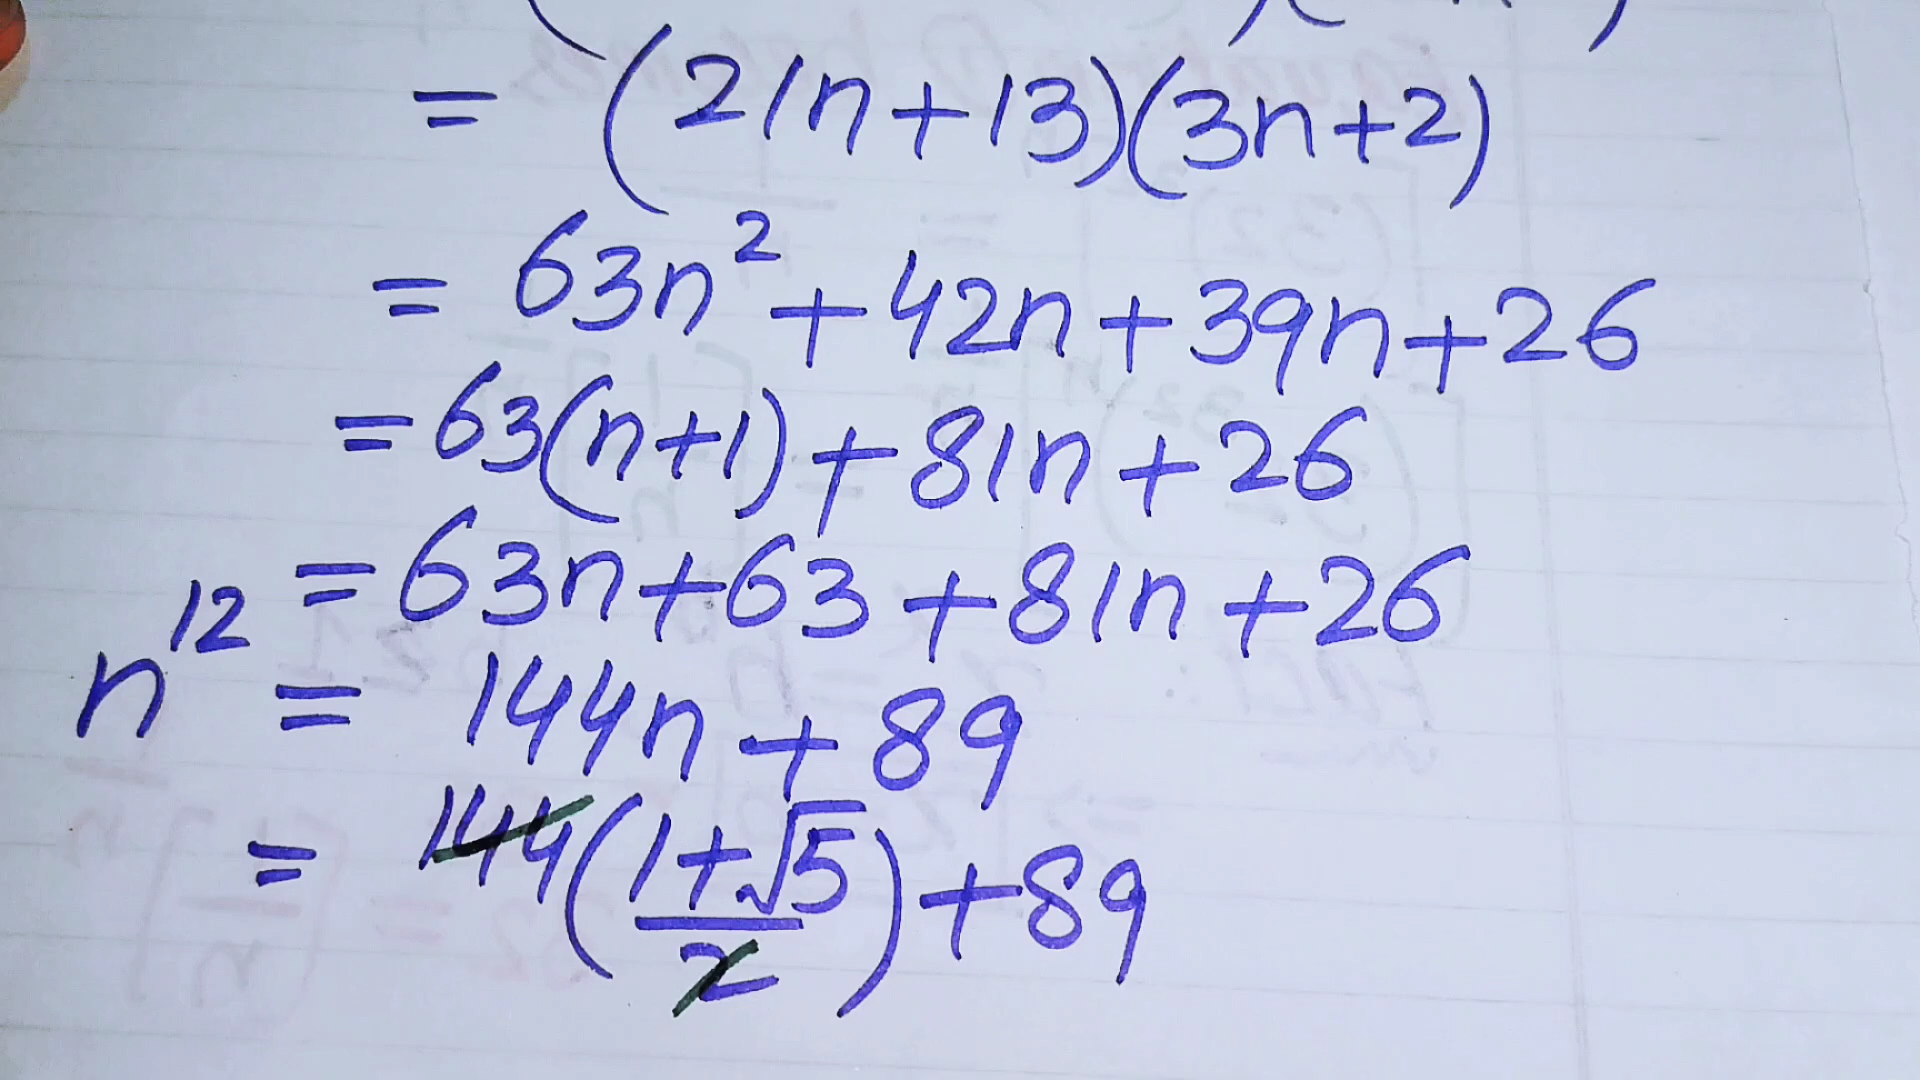 = (21n+13)(3n+2)
= 63n² + 42n + 39n + 26
= 63(n+1) + 81n + 26
= 63n + 63 + 81n + 26
n¹² = 144n + 89
= 144(1+√5/2) + 89